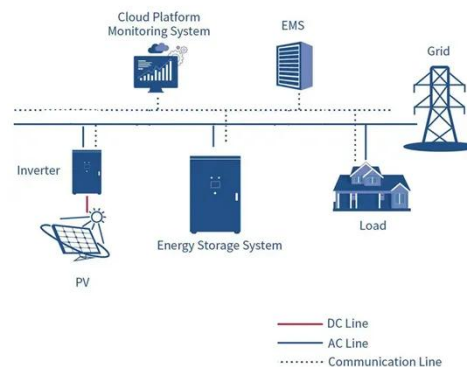 Cloud Platform
Monitoring System
EMS
Grid
Inverter
Energy Storage System
Load
PV
DC Line
AC Line
Communication Line